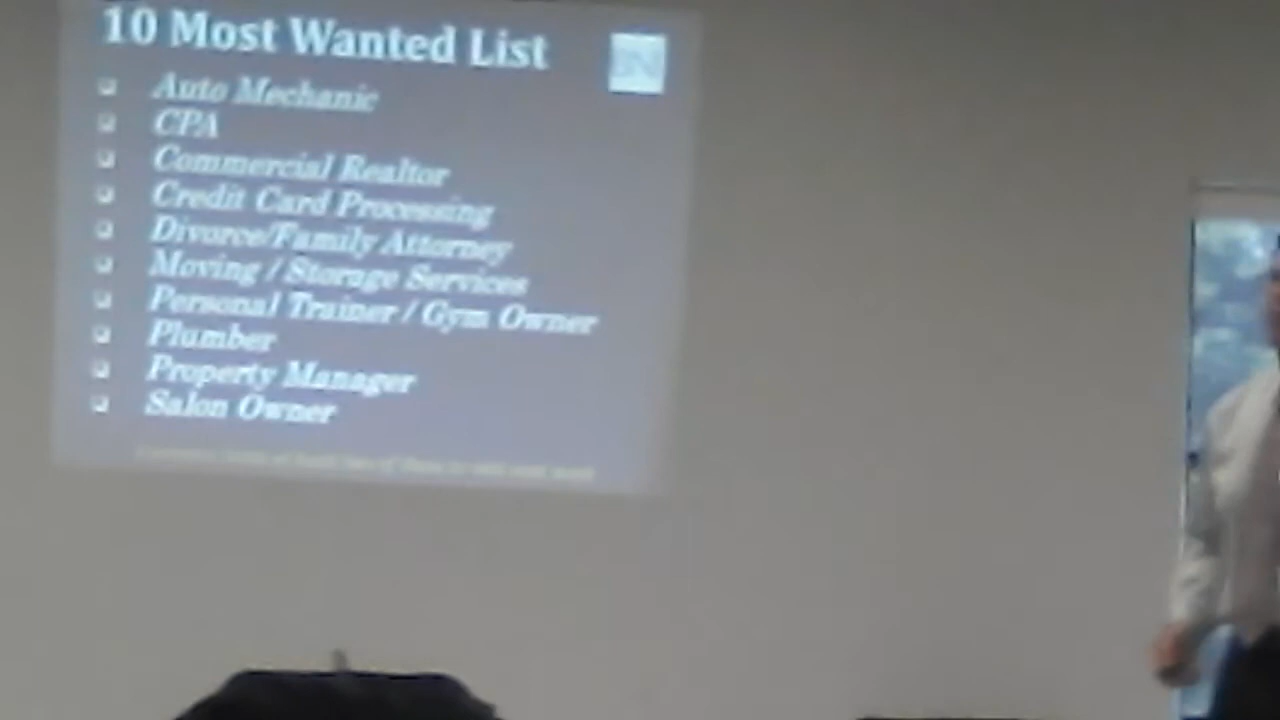 10 Most Wanted List
Auto Mechanic
CPA
Commercial Realtor
Credit Card Processing
Divorce/Family Attorney
Moving / Storage Services
Personal Trainer / Gym Owner
Plumber
Property Manager
Salon Owner